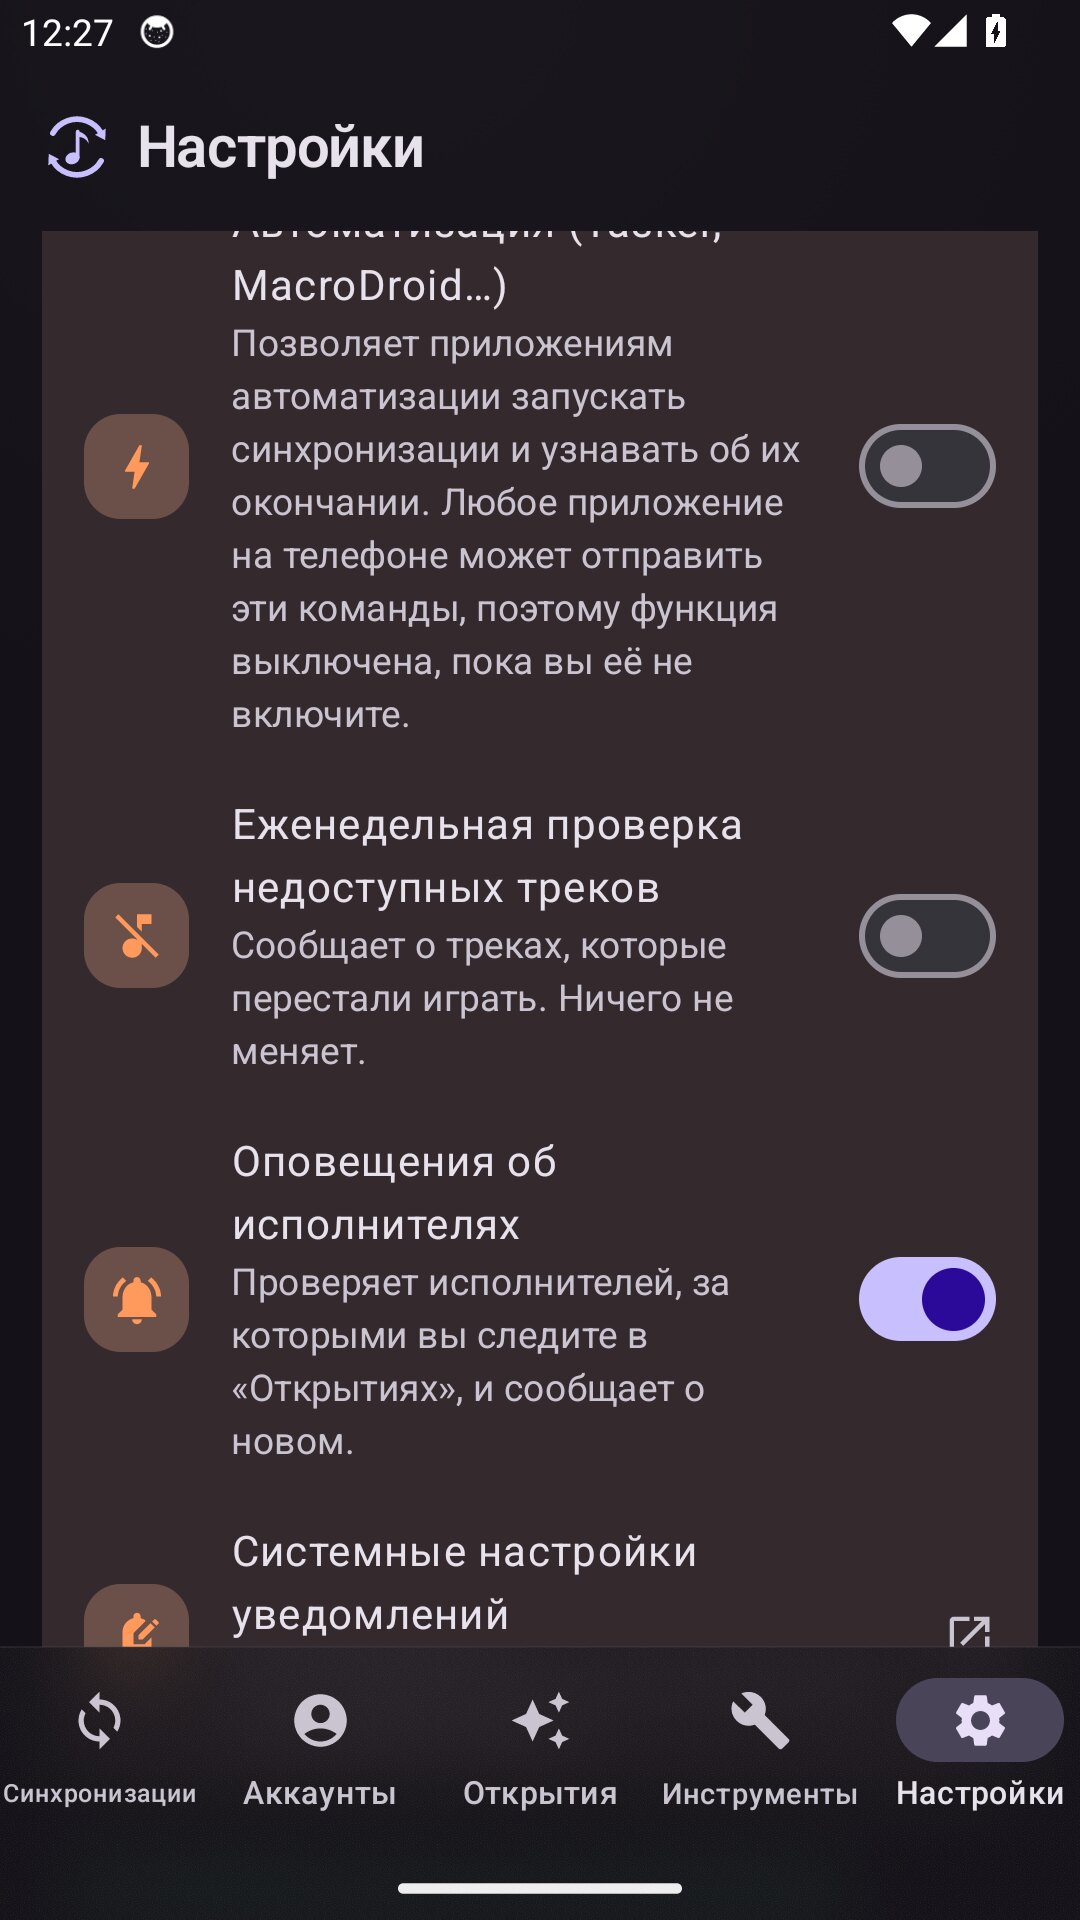 12:27
Настройки
Автоматизация (Tasker,
MacroDroid…)
Позволяет приложениям
автоматизации запускать
синхронизации и узнавать об их
окончании. Любое приложение
на телефоне может отправить
эти команды, поэтому функция
выключена, пока вы её не
включите.
Еженедельная проверка
недоступных треков
Сообщает о треках, которые
перестали играть. Ничего не
меняет.
Оповещения об
исполнителях
Проверяет исполнителей, за
которыми вы следите в
«Открытиях», и сообщает о
новом.
Системные настройки
уведомлений
Синхронизации
Аккаунты
Открытия
Инструменты
Настройки